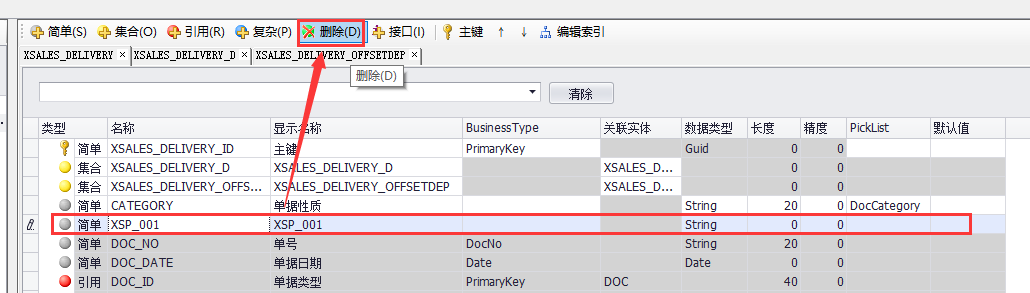 简单(S) 集合(O) 引用(R) 复杂(P) 删除(D) 接口(I) 主键 ↑ ↓ 编辑索引
XSALES_DELIVERY × XSALES_DELIVERY_D × XSALES_DELIVERY_OFFSETDEP ×
删除(D)
清除
类型 名称 显示名称 BusinessType 关联实体 数据类型 长度 精度 PickList 默认值
简单 XSALES_DELIVERY_ID 主键 PrimaryKey Guid 0 0
集合 XSALES_DELIVERY_D XSALES_DELIVERY_D XSALES_D... 0 0
集合 XSALES_DELIVERY_OFFS... XSALES_DELIVERY_OFFSETDEP XSALES_D... 0 0
简单 CATEGORY 单据性质 String 20 0 DocCategory
简单 XSP_001 XSP_001 String 0 0
简单 DOC_NO 单号 DocNo String 20 0
简单 DOC_DATE 单据日期 Date Date 0 0
引用 DOC_ID 单据类型 PrimaryKey DOC 40 0